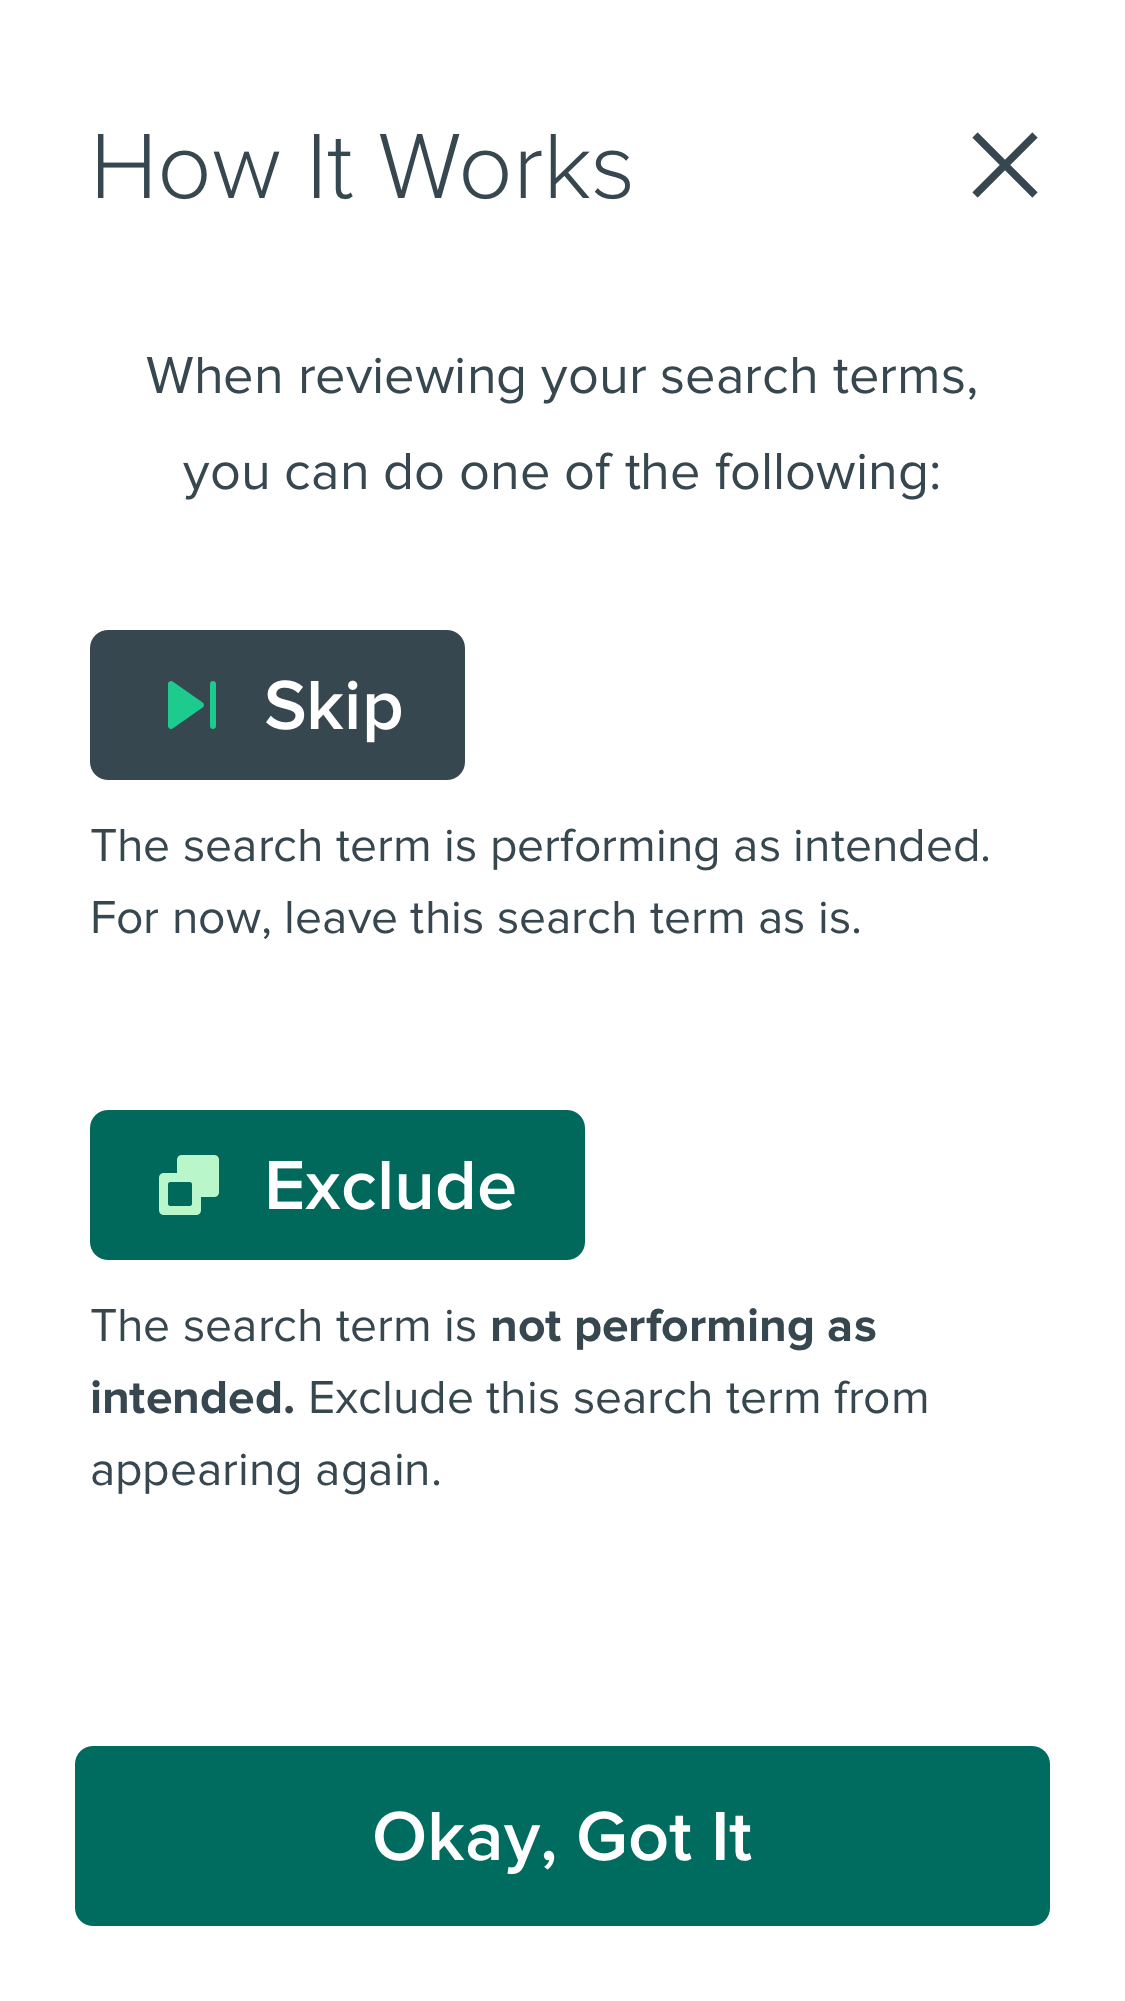 How It Works
When reviewing your search terms,
you can do one of the following:
Skip
The search term is performing as intended.
For now, leave this search term as is.
Exclude
The search term is not performing as
intended. Exclude this search term from
appearing again.
Okay, Got It